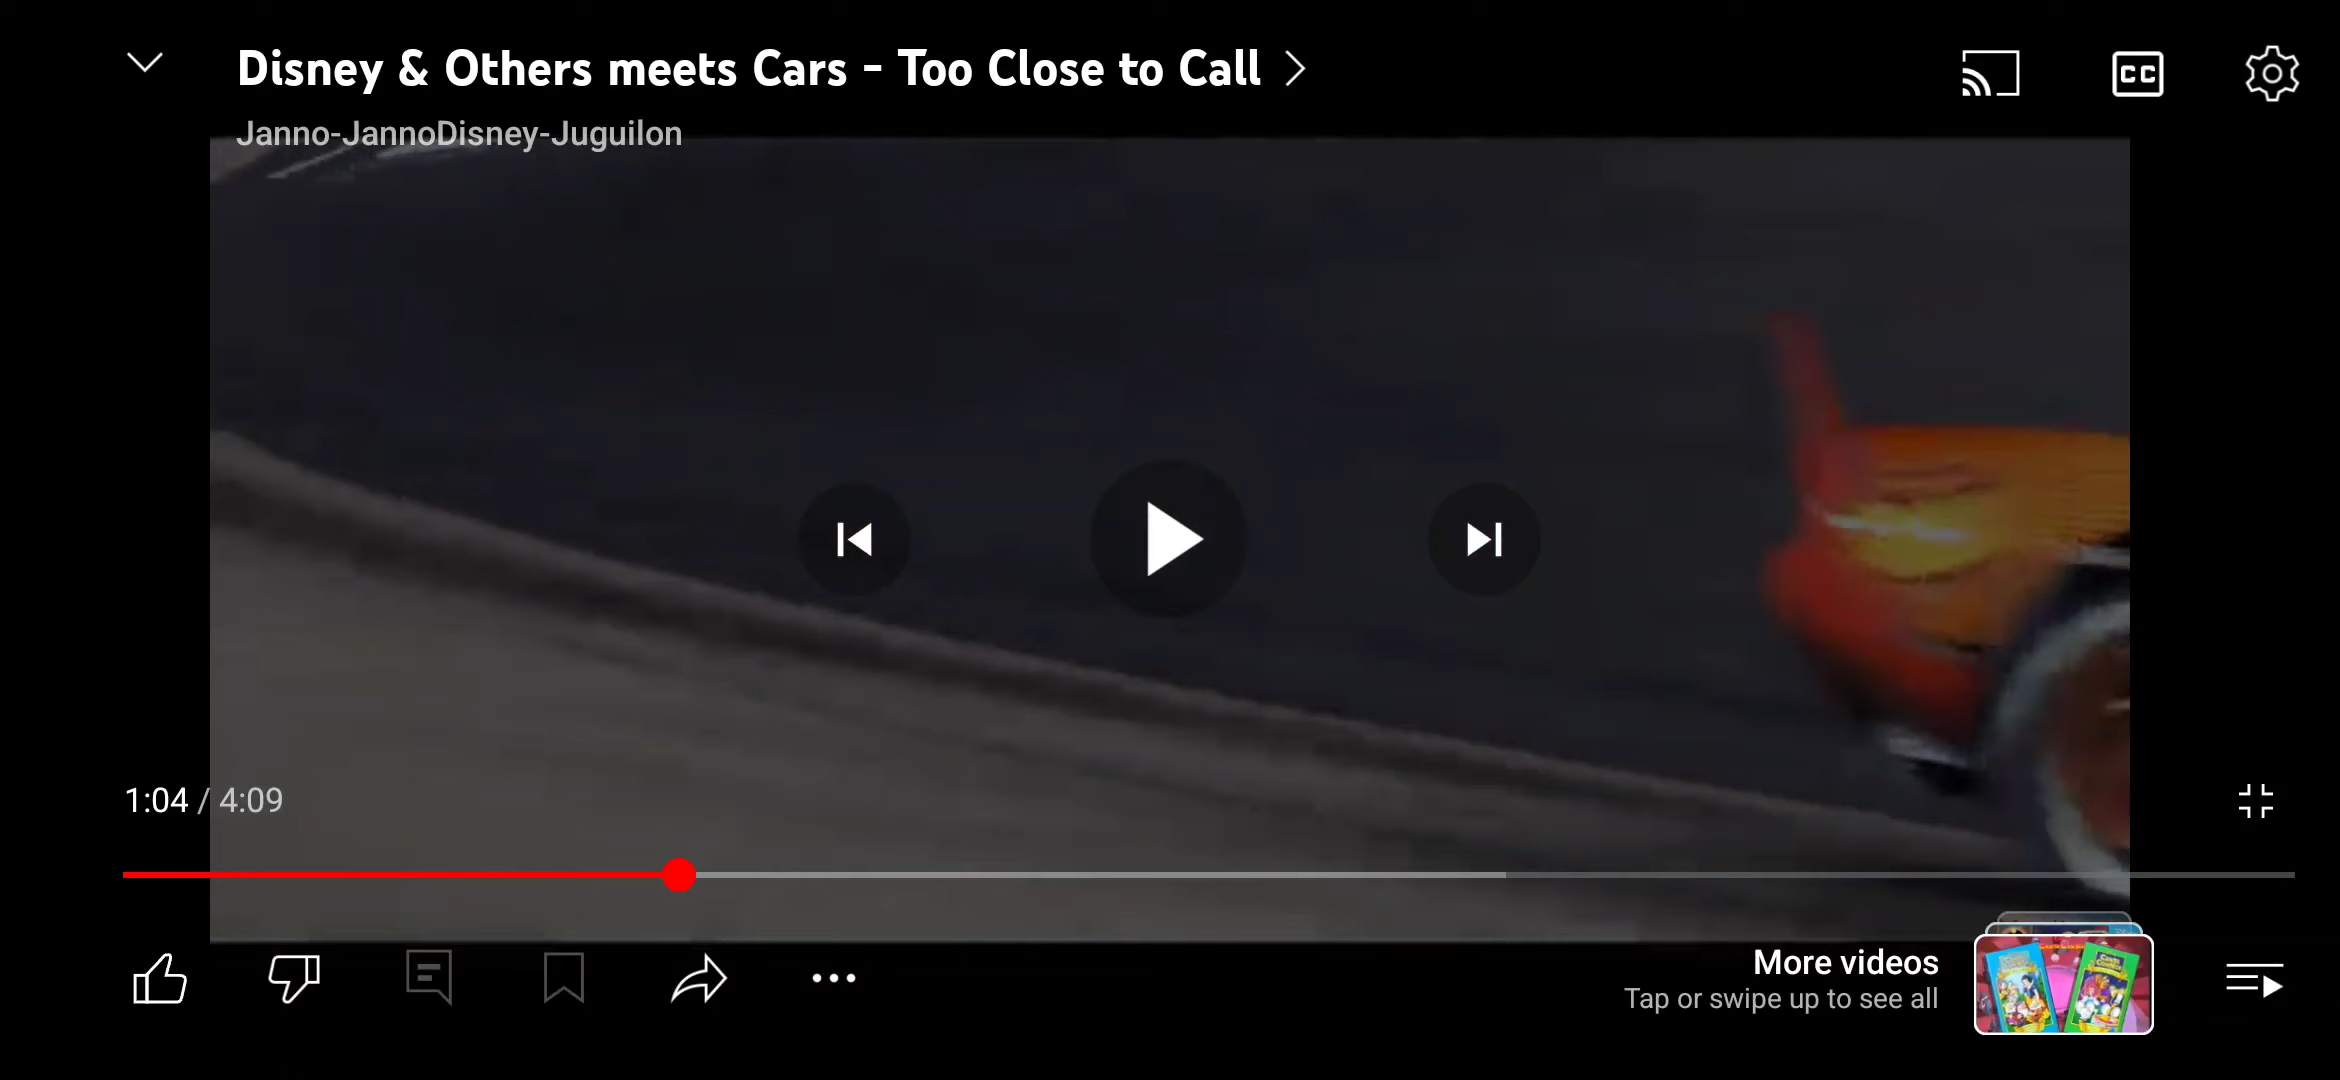 Disney & Others meets Cars - Too Close to Call
CC
Janno-JannoDisney-Juguilon
1:04 / 4:09
More videos
Tap or swipe up to see all